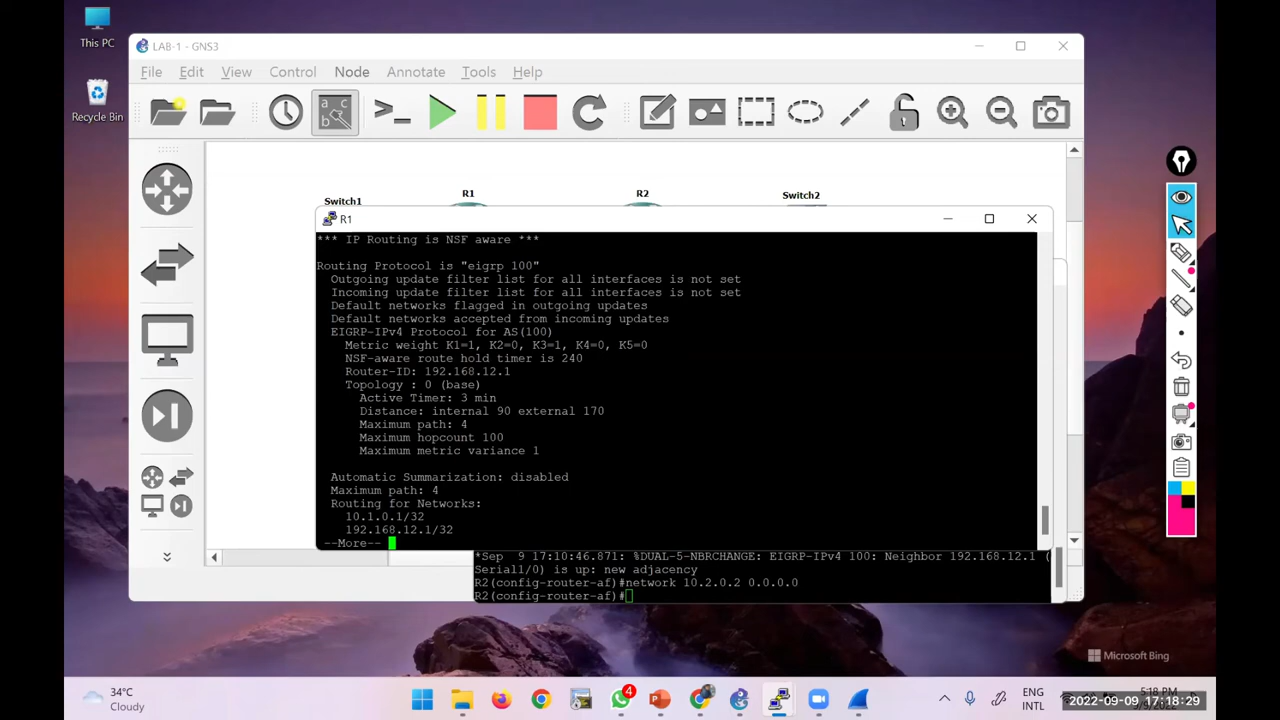 This PC
Recycle Bin
LAB-1 - GNS3
File Edit View Control Node Annotate Tools Help
Switch1
R1
R2
Switch2
R1
*** IP Routing is NSF aware ***
Routing Protocol is "eigrp 100"
Outgoing update filter list for all interfaces is not set
Incoming update filter list for all interfaces is not set
Default networks flagged in outgoing updates
Default networks accepted from incoming updates
EIGRP-IPv4 Protocol for AS(100)
Metric weight K1=1, K2=0, K3=1, K4=0, K5=0
NSF-aware route hold timer is 240
Router-ID: 192.168.12.1
Topology : 0 (base)
Active Timer: 3 min
Distance: internal 90 external 170
Maximum path: 4
Maximum hopcount 100
Maximum metric variance 1
Automatic Summarization: disabled
Maximum path: 4
Routing for Networks:
10.1.0.1/32
192.168.12.1/32
--More--
*Sep 9 17:10:46.871: %DUAL-5-NBRCHANGE: EIGRP-IPv4 100: Neighbor 192.168.12.1 (
Serial1/0) is up: new adjacency
R2(config-router-af)#network 10.2.0.2 0.0.0.0
R2(config-router-af)#
Microsoft Bing
34°C
Cloudy
4
ENG
INTL
5:18 PM
2022-09-09 17:18:29